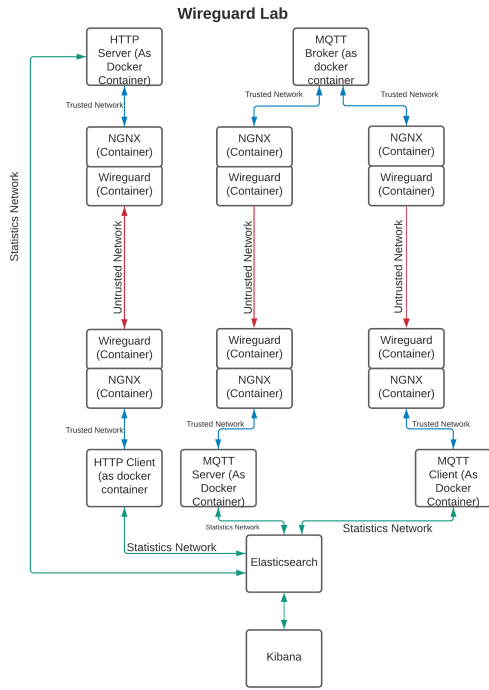 Wireguard Lab
HTTP
Server (As
Docker
Container)
MQTT
Broker (as
docker
container
Trusted Network
Trusted Network
Trusted Network
NGNX
(Container)
Wireguard
(Container)
NGNX
(Container)
Wireguard
(Container)
NGNX
(Container)
Wireguard
(Container)
Statistics Network
Untrusted Network
Untrusted Network
Untrusted Network
Wireguard
(Container)
NGNX
(Container)
Wireguard
(Container)
NGNX
(Container)
Wireguard
(Container)
NGNX
(Container)
Trusted Network
Trusted Network
Trusted Network
HTTP Client
(as docker
container
MQTT
Server (As
Docker
Container)
MQTT
Client (As
Docker
Container)
Statistics Network
Statistics Network
Statistics Network
Elasticsearch
Kibana